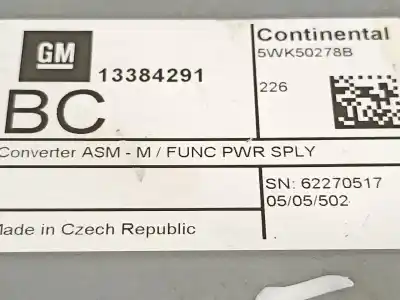 GM
13384291
Continental
5WK50278B
BC
226
Converter ASM - M / FUNC PWR SPLY
SN: 62270517
05/05/502
Made in Czech Republic